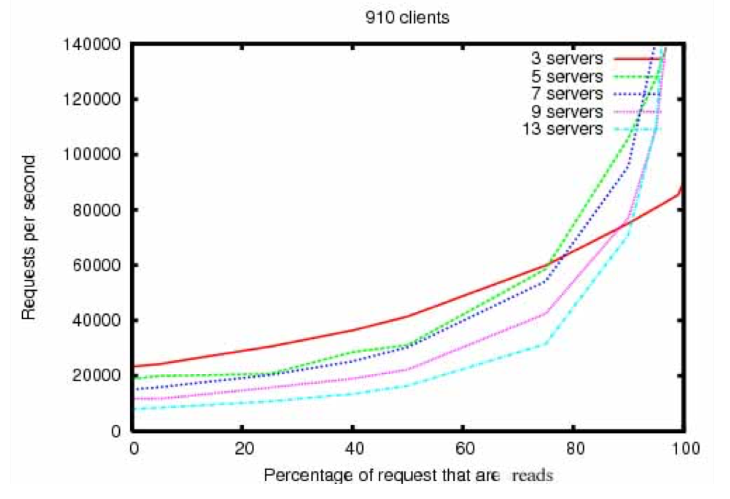 910 clients
140000
120000
100000
80000
60000
40000
20000
0
Requests per second
3 servers
5 servers
7 servers
9 servers
13 servers
0 20 40 60 80 100
Percentage of request that are reads